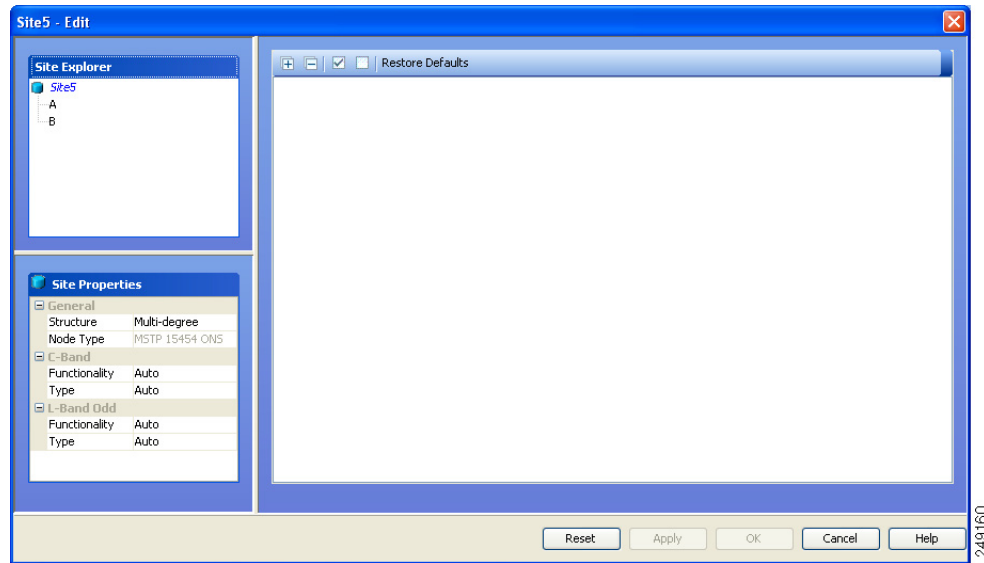 Site5 - Edit
Site Explorer
Site5
A
B
Restore Defaults
Site Properties
General
Structure Multi-degree
Node Type MSTP 15454 ONS
C-Band
Functionality Auto
Type Auto
L-Band Odd
Functionality Auto
Type Auto
Reset Apply OK Cancel Help
249160